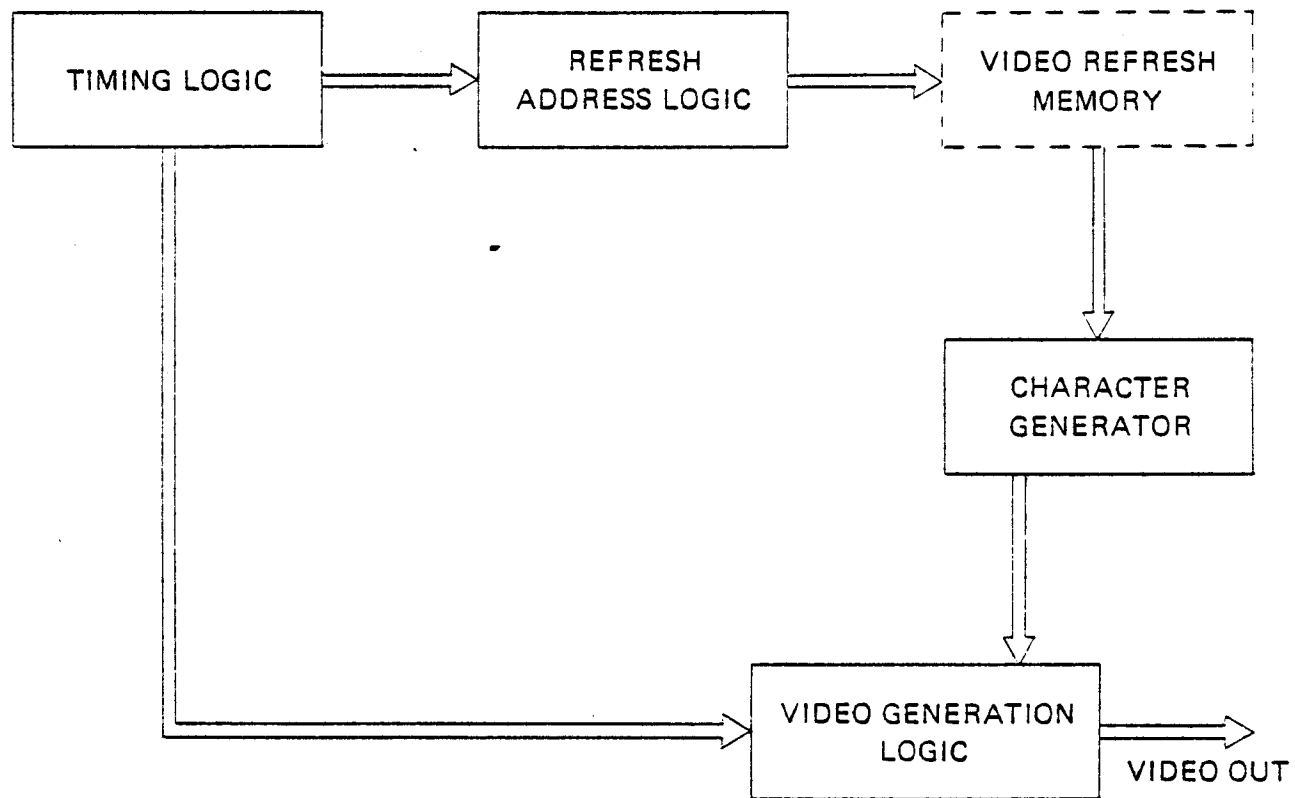 TIMING LOGIC
REFRESH
ADDRESS LOGIC
VIDEO REFRESH
MEMORY
CHARACTER
GENERATOR
VIDEO GENERATION
LOGIC
VIDEO OUT